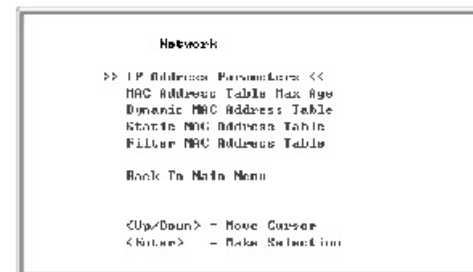 Network
>> IP Address Parameters <<
MAC Address Table Max Age
Dynamic MAC Address Table
Static MAC Address Table
Filter MAC Address Table
Back To Main Menu
<Up/Down> - Move Cursor
<Enter> - Make Selection